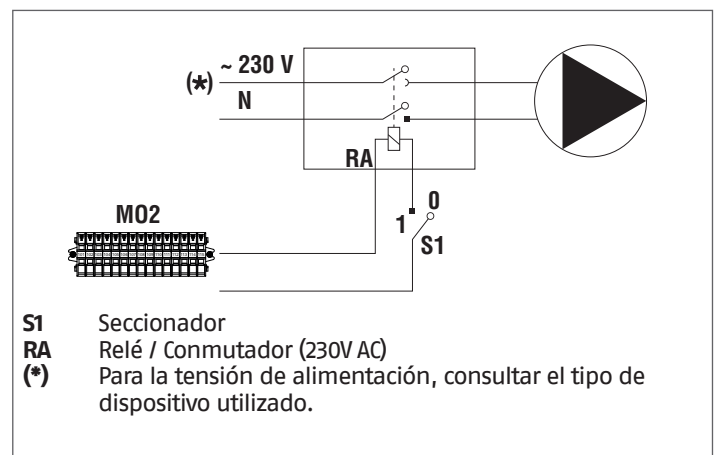 (*) ~ 230 V
N
RA
MO2
1
0
S1
S1 Seccionador
RA Relé / Conmutador (230V AC)
(*) Para la tensión de alimentación, consultar el tipo de
dispositivo utilizado.